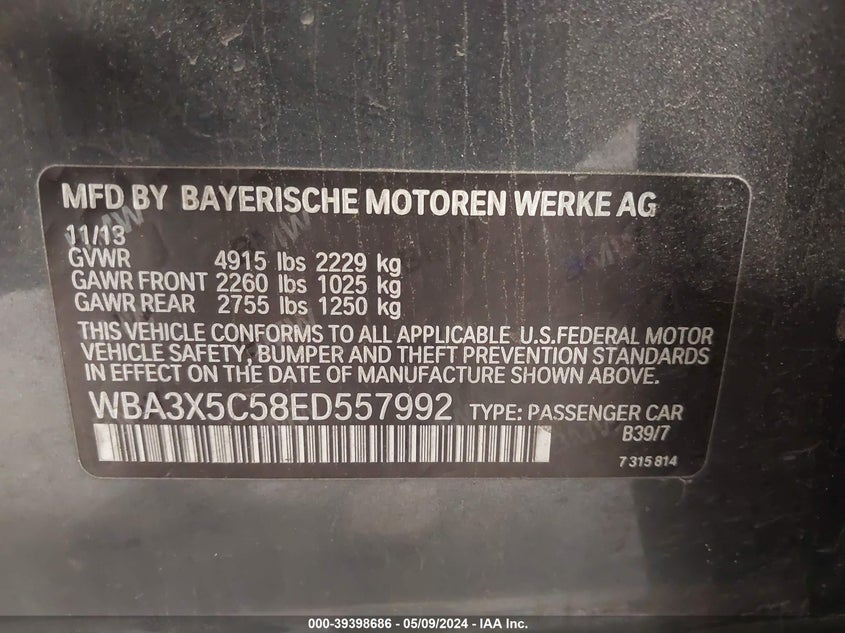 MFD BY BAYERISCHE MOTOREN WERKE AG
11/13
GVWR 4915 lbs 2229 kg
GAWR FRONT 2260 lbs 1025 kg
GAWR REAR 2755 lbs 1250 kg
THIS VEHICLE CONFORMS TO ALL APPLICABLE U.S.FEDERAL MOTOR
VEHICLE SAFETY, BUMPER AND THEFT PREVENTION STANDARDS
IN EFFECT ON THE DATE OF MANUFACTURE SHOWN ABOVE.
WBA3X5C58ED557992 TYPE: PASSENGER CAR
B39/7
7 315 814
000-39398686 - 05/09/2024 - IAA Inc.